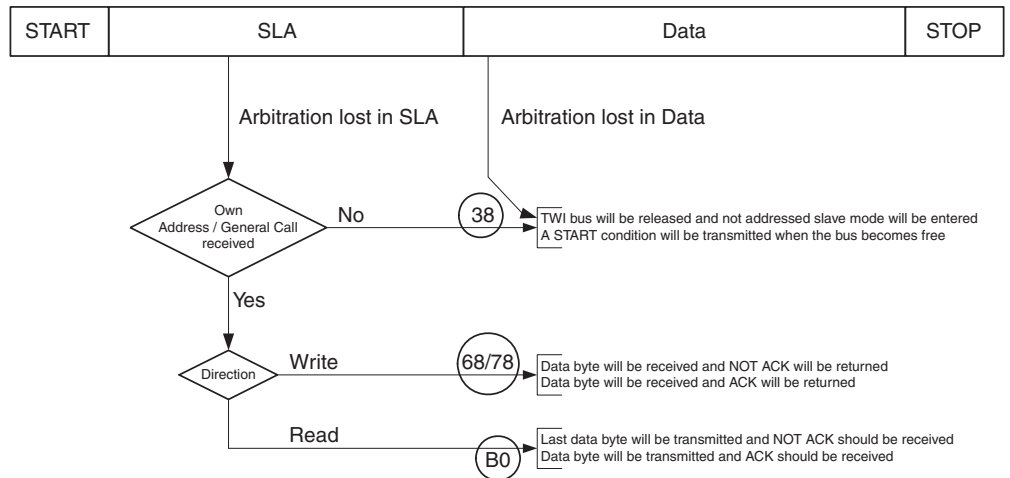 START SLA Data STOP
Arbitration lost in SLA Arbitration lost in Data
Own
Address / General Call
received
No
38
TWI bus will be released and not addressed slave mode will be entered
A START condition will be transmitted when the bus becomes free
Yes
Direction
Write
68/78
Data byte will be received and NOT ACK will be returned
Data byte will be received and ACK will be returned
Read
B0
Last data byte will be transmitted and NOT ACK should be received
Data byte will be transmitted and ACK should be received